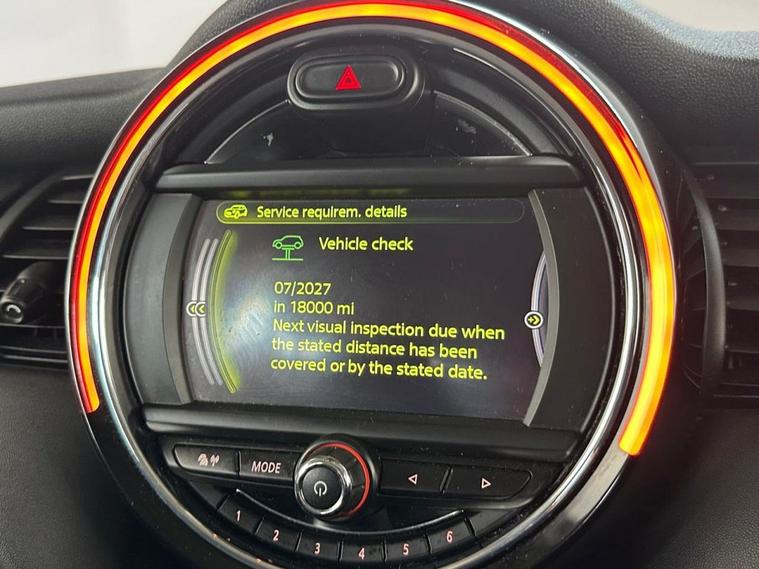 Service requirem. details
Vehicle check
07/2027
in 18000 mi
Next visual inspection due when
the stated distance has been
covered or by the stated date.
MODE
1 2 3 4 5 6